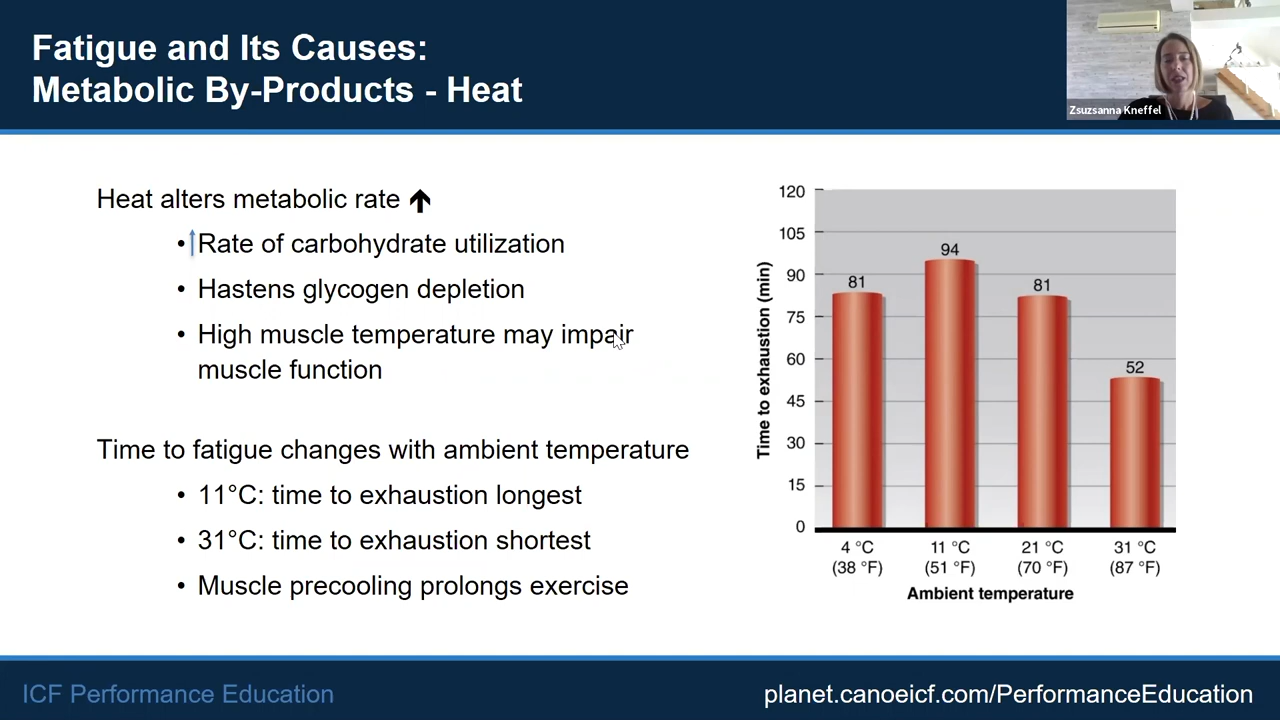 Fatigue and Its Causes:
Metabolic By-Products - Heat
Zsuzsanna Kneffel
Heat alters metabolic rate ↑
• ↑Rate of carbohydrate utilization
• Hastens glycogen depletion
• High muscle temperature may impair
muscle function
Time to fatigue changes with ambient temperature
• 11°C: time to exhaustion longest
• 31°C: time to exhaustion shortest
• Muscle precooling prolongs exercise
Time to exhaustion (min)
120
105
90
75
60
45
30
15
0
81
94
81
52
4 °C
(38 °F)
11 °C
(51 °F)
21 °C
(70 °F)
31 °C
(87 °F)
Ambient temperature
ICF Performance Education
planet.canoeicf.com/PerformanceEducation